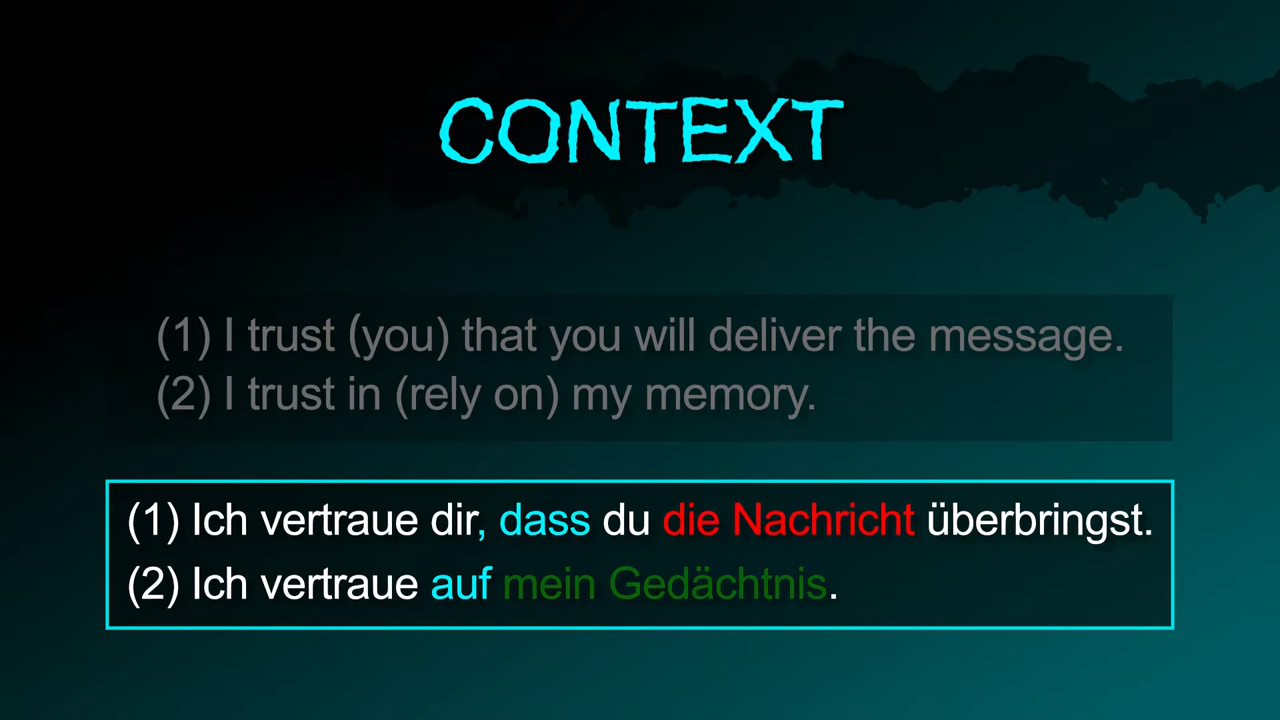 CONTEXT
(1) I trust (you) that you will deliver the message.
(2) I trust in (rely on) my memory.
(1) Ich vertraue dir, dass du die Nachricht überbringst.
(2) Ich vertraue auf mein Gedächtnis.